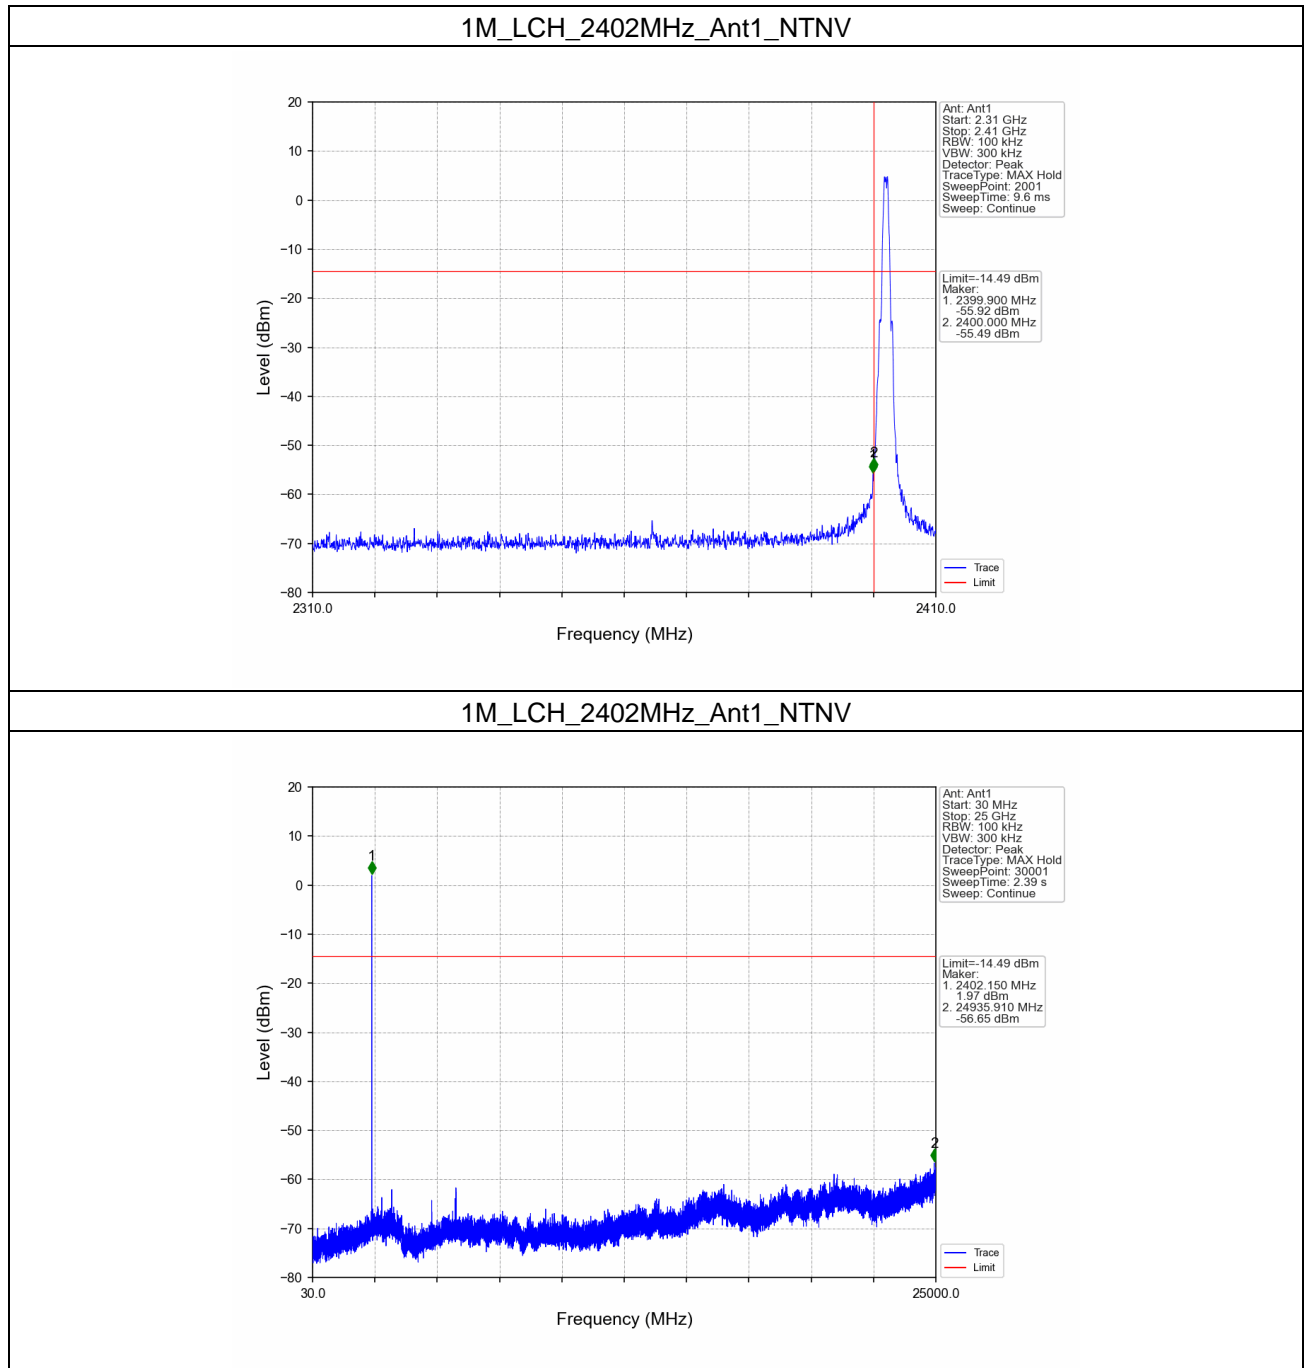 1M_LCH_2402MHz_Ant1_NTNV
20
10
0
−10
−20
−30
−40
−50
−60
−70
−80
Level (dBm)
2310.0
2410.0
Frequency (MHz)
2
Ant: Ant1
Start: 2.31 GHz
Stop: 2.41 GHz
RBW: 100 kHz
VBW: 300 kHz
Detector: Peak
TraceType: MAX Hold
SweepPoint: 2001
SweepTime: 9.6 ms
Sweep: Continue
Limit=-14.49 dBm
Maker:
1. 2399.900 MHz
-55.92 dBm
2. 2400.000 MHz
-55.49 dBm
Trace
Limit
1M_LCH_2402MHz_Ant1_NTNV
20
10
0
−10
−20
−30
−40
−50
−60
−70
−80
Level (dBm)
30.0
25000.0
Frequency (MHz)
1
2
Ant: Ant1
Start: 30 MHz
Stop: 25 GHz
RBW: 100 kHz
VBW: 300 kHz
Detector: Peak
TraceType: MAX Hold
SweepPoint: 30001
SweepTime: 2.39 s
Sweep: Continue
Limit=-14.49 dBm
Maker:
1. 2402.150 MHz
1.97 dBm
2. 24935.910 MHz
-56.65 dBm
Trace
Limit